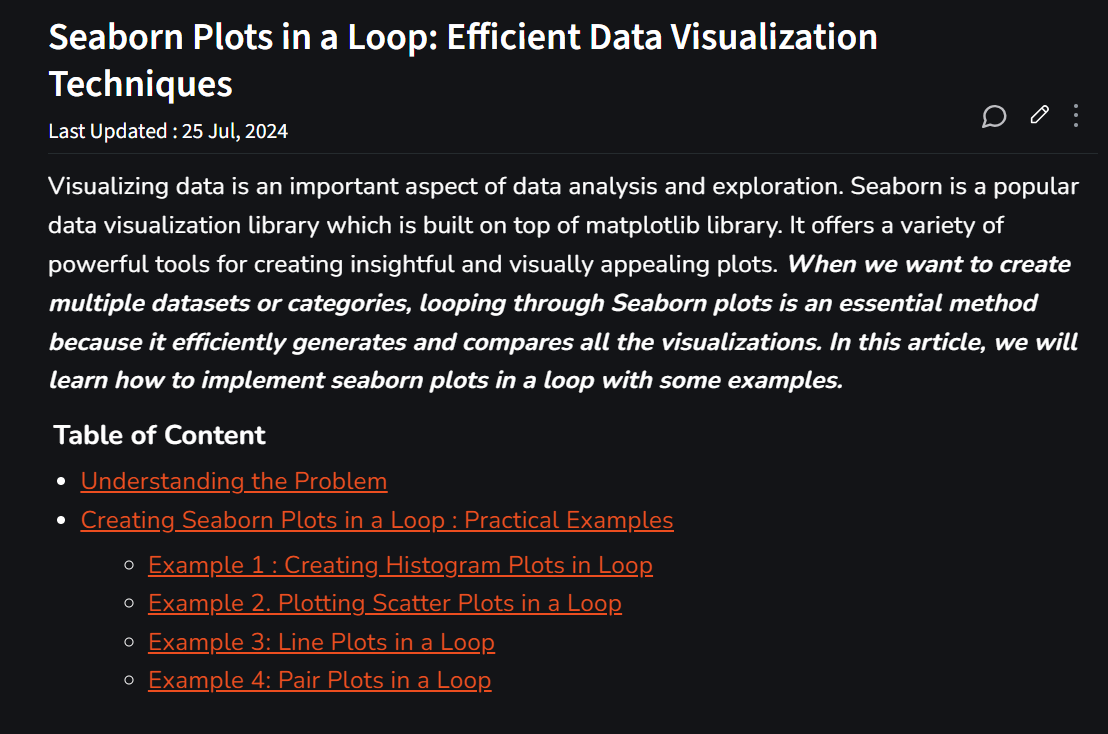 Seaborn Plots in a Loop: Efficient Data Visualization
Techniques
Last Updated : 25 Jul, 2024
Visualizing data is an important aspect of data analysis and exploration. Seaborn is a popular
data visualization library which is built on top of matplotlib library. It offers a variety of
powerful tools for creating insightful and visually appealing plots. When we want to create
multiple datasets or categories, looping through Seaborn plots is an essential method
because it efficiently generates and compares all the visualizations. In this article, we will
learn how to implement seaborn plots in a loop with some examples.
Table of Content
Understanding the Problem
Creating Seaborn Plots in a Loop : Practical Examples
Example 1 : Creating Histogram Plots in Loop
Example 2. Plotting Scatter Plots in a Loop
Example 3: Line Plots in a Loop
Example 4: Pair Plots in a Loop